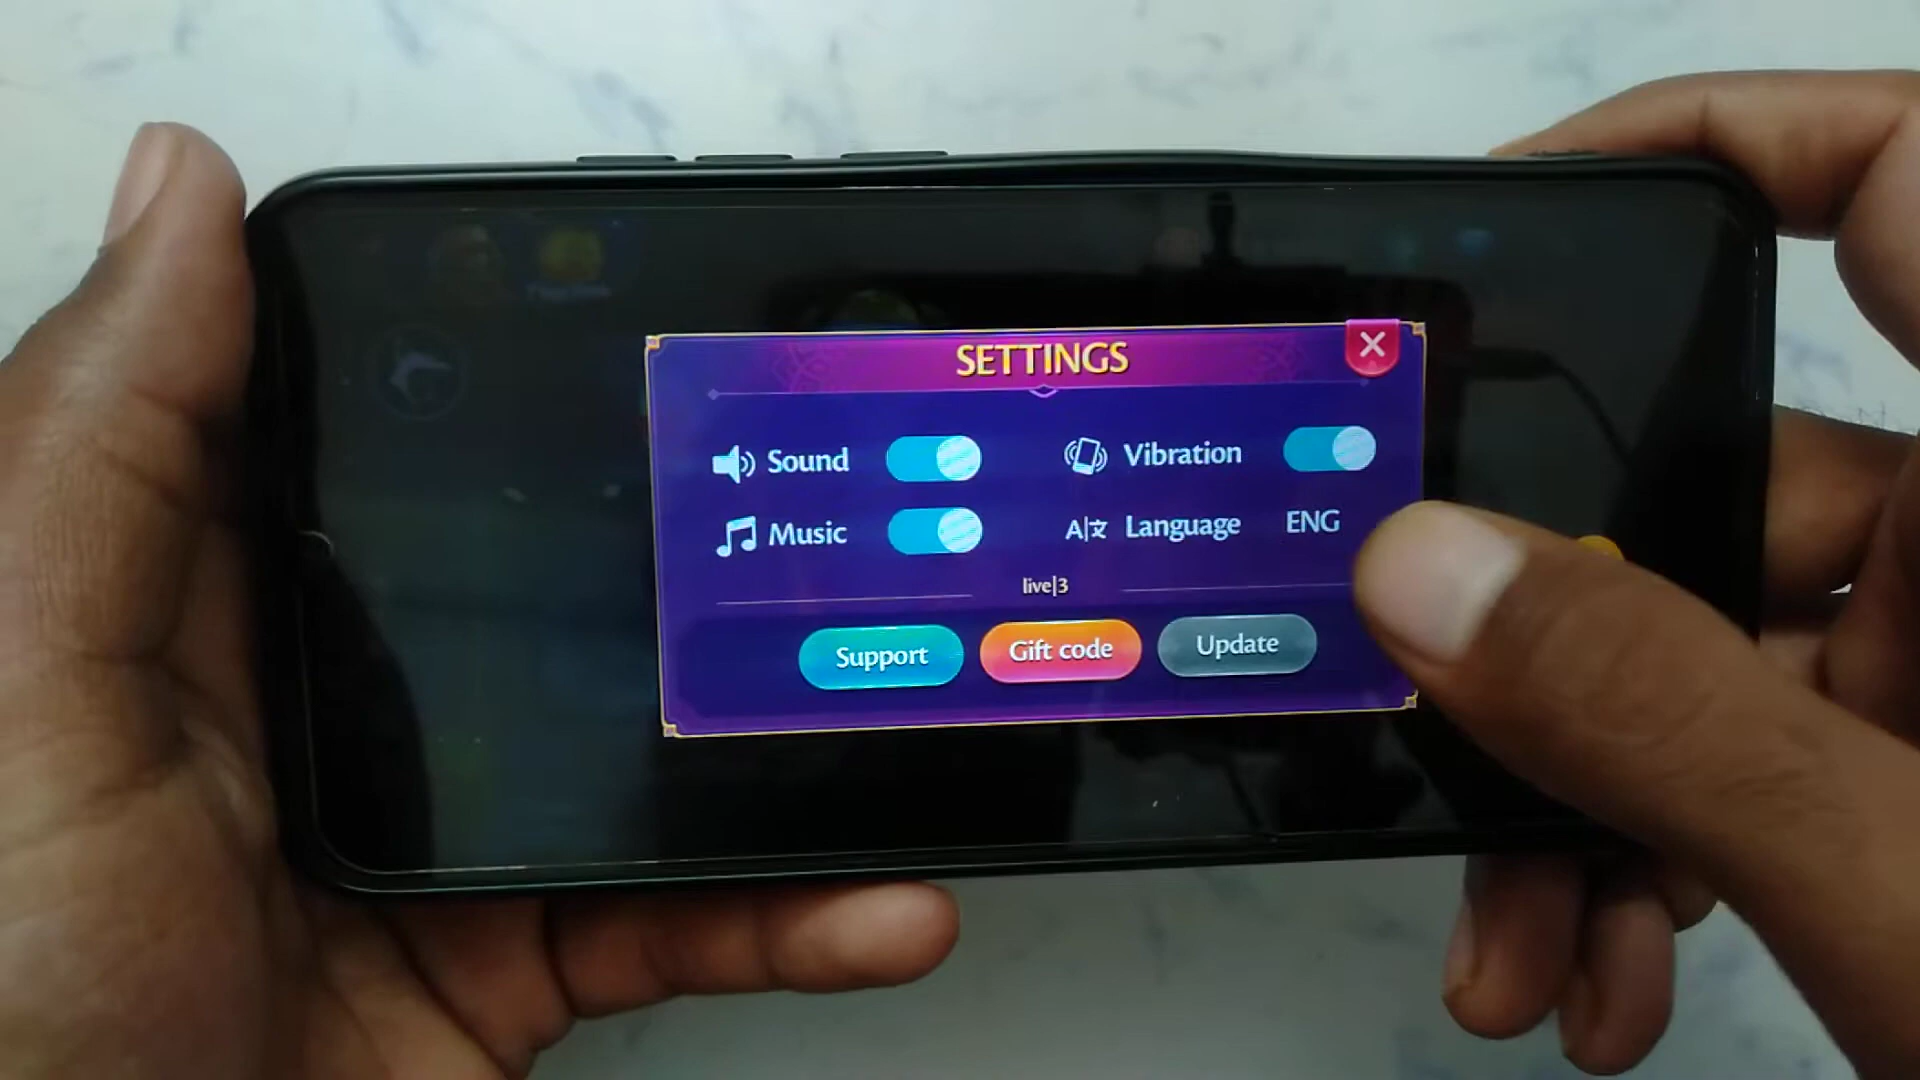 SETTINGS
Sound
Vibration
Music
A|文 Language ENG
live|3
Support
Gift code
Update